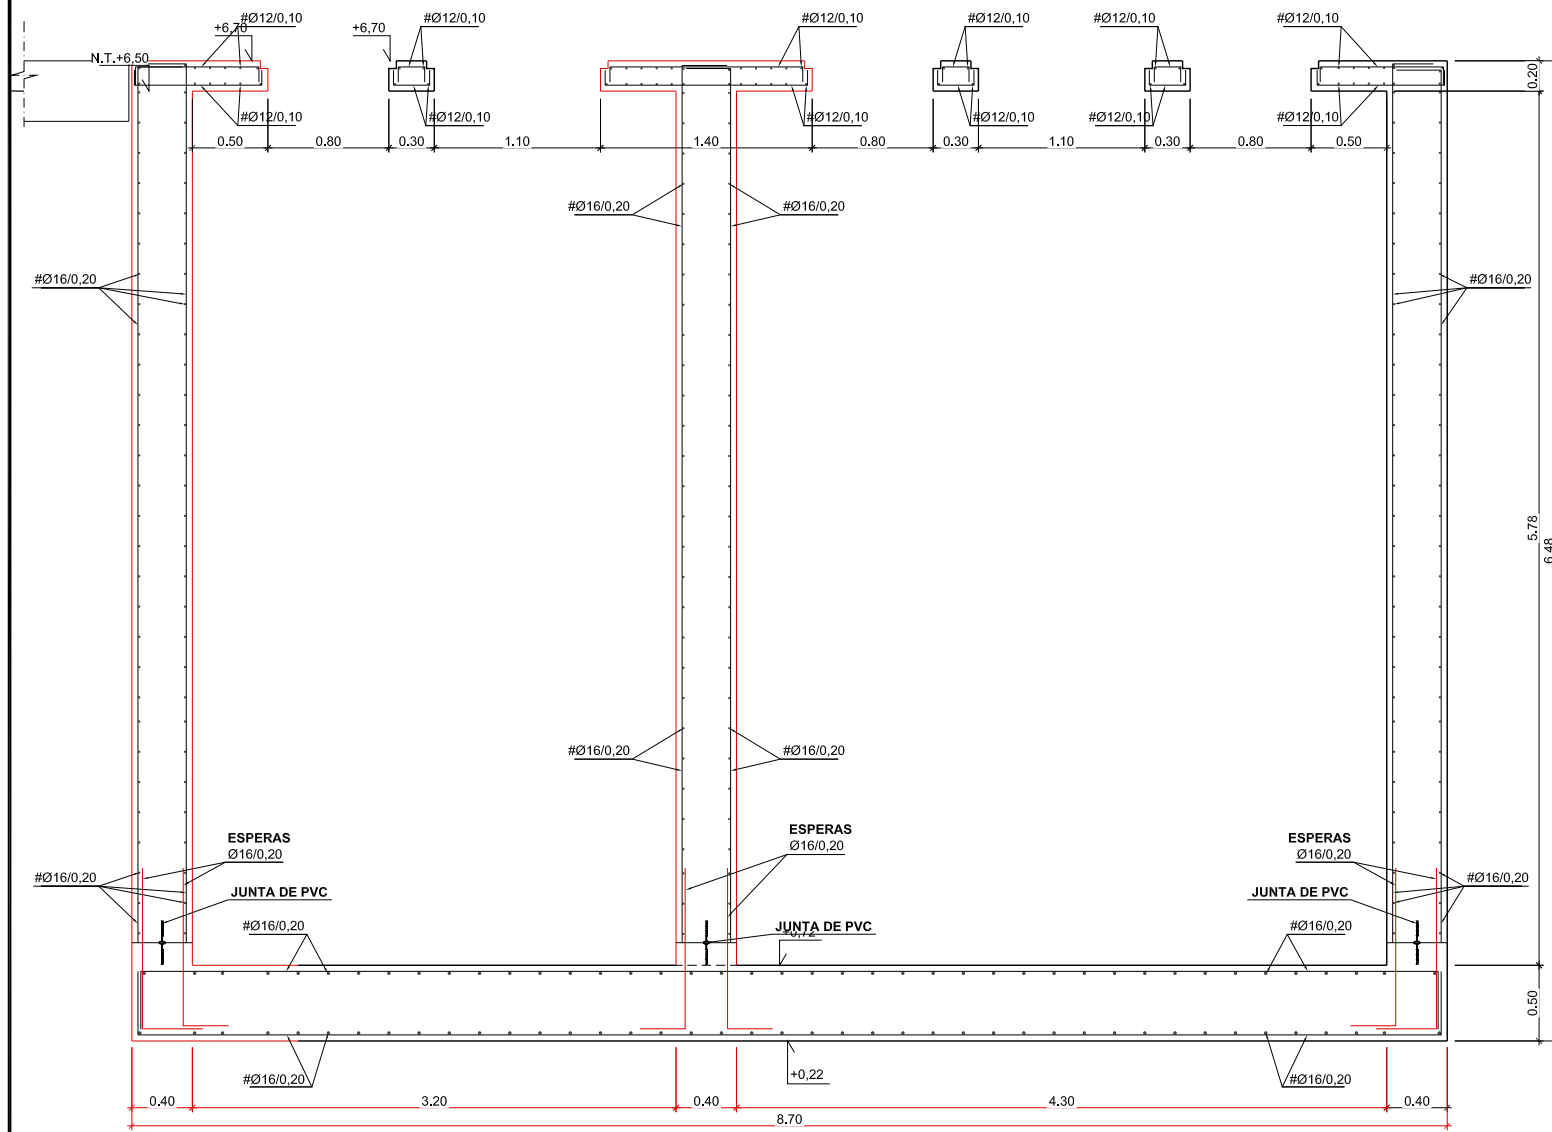 #Ø12/0,10 #Ø12/0,10 #Ø12/0,10 #Ø12/0,10 #Ø12/0,10 #Ø12/0,10
+6,70 +6,70
N.T.+6,50
0.20
#Ø12/0,10 #Ø12/0,10 #Ø12/0,10 #Ø12/0,10 #Ø12/0,10 #Ø12/0,10
0.50 0.80 0.30 1.10 1.40 0.80 0.30 1.10 0.30 0.80 0.50
#Ø16/0,20 #Ø16/0,20
#Ø16/0,20 #Ø16/0,20
5.78
6.48
#Ø16/0,20 #Ø16/0,20
ESPERAS
Ø16/0,20
ESPERAS
Ø16/0,20
ESPERAS
Ø16/0,20
#Ø16/0,20 #Ø16/0,20
JUNTA DE PVC JUNTA DE PVC
#Ø16/0,20 JUNTA DE PVC #Ø16/0,20
+0,72
0.50
#Ø16/0,20 +0,22 #Ø16/0,20
0.40 3.20 0.40 4.30 0.40
8.70